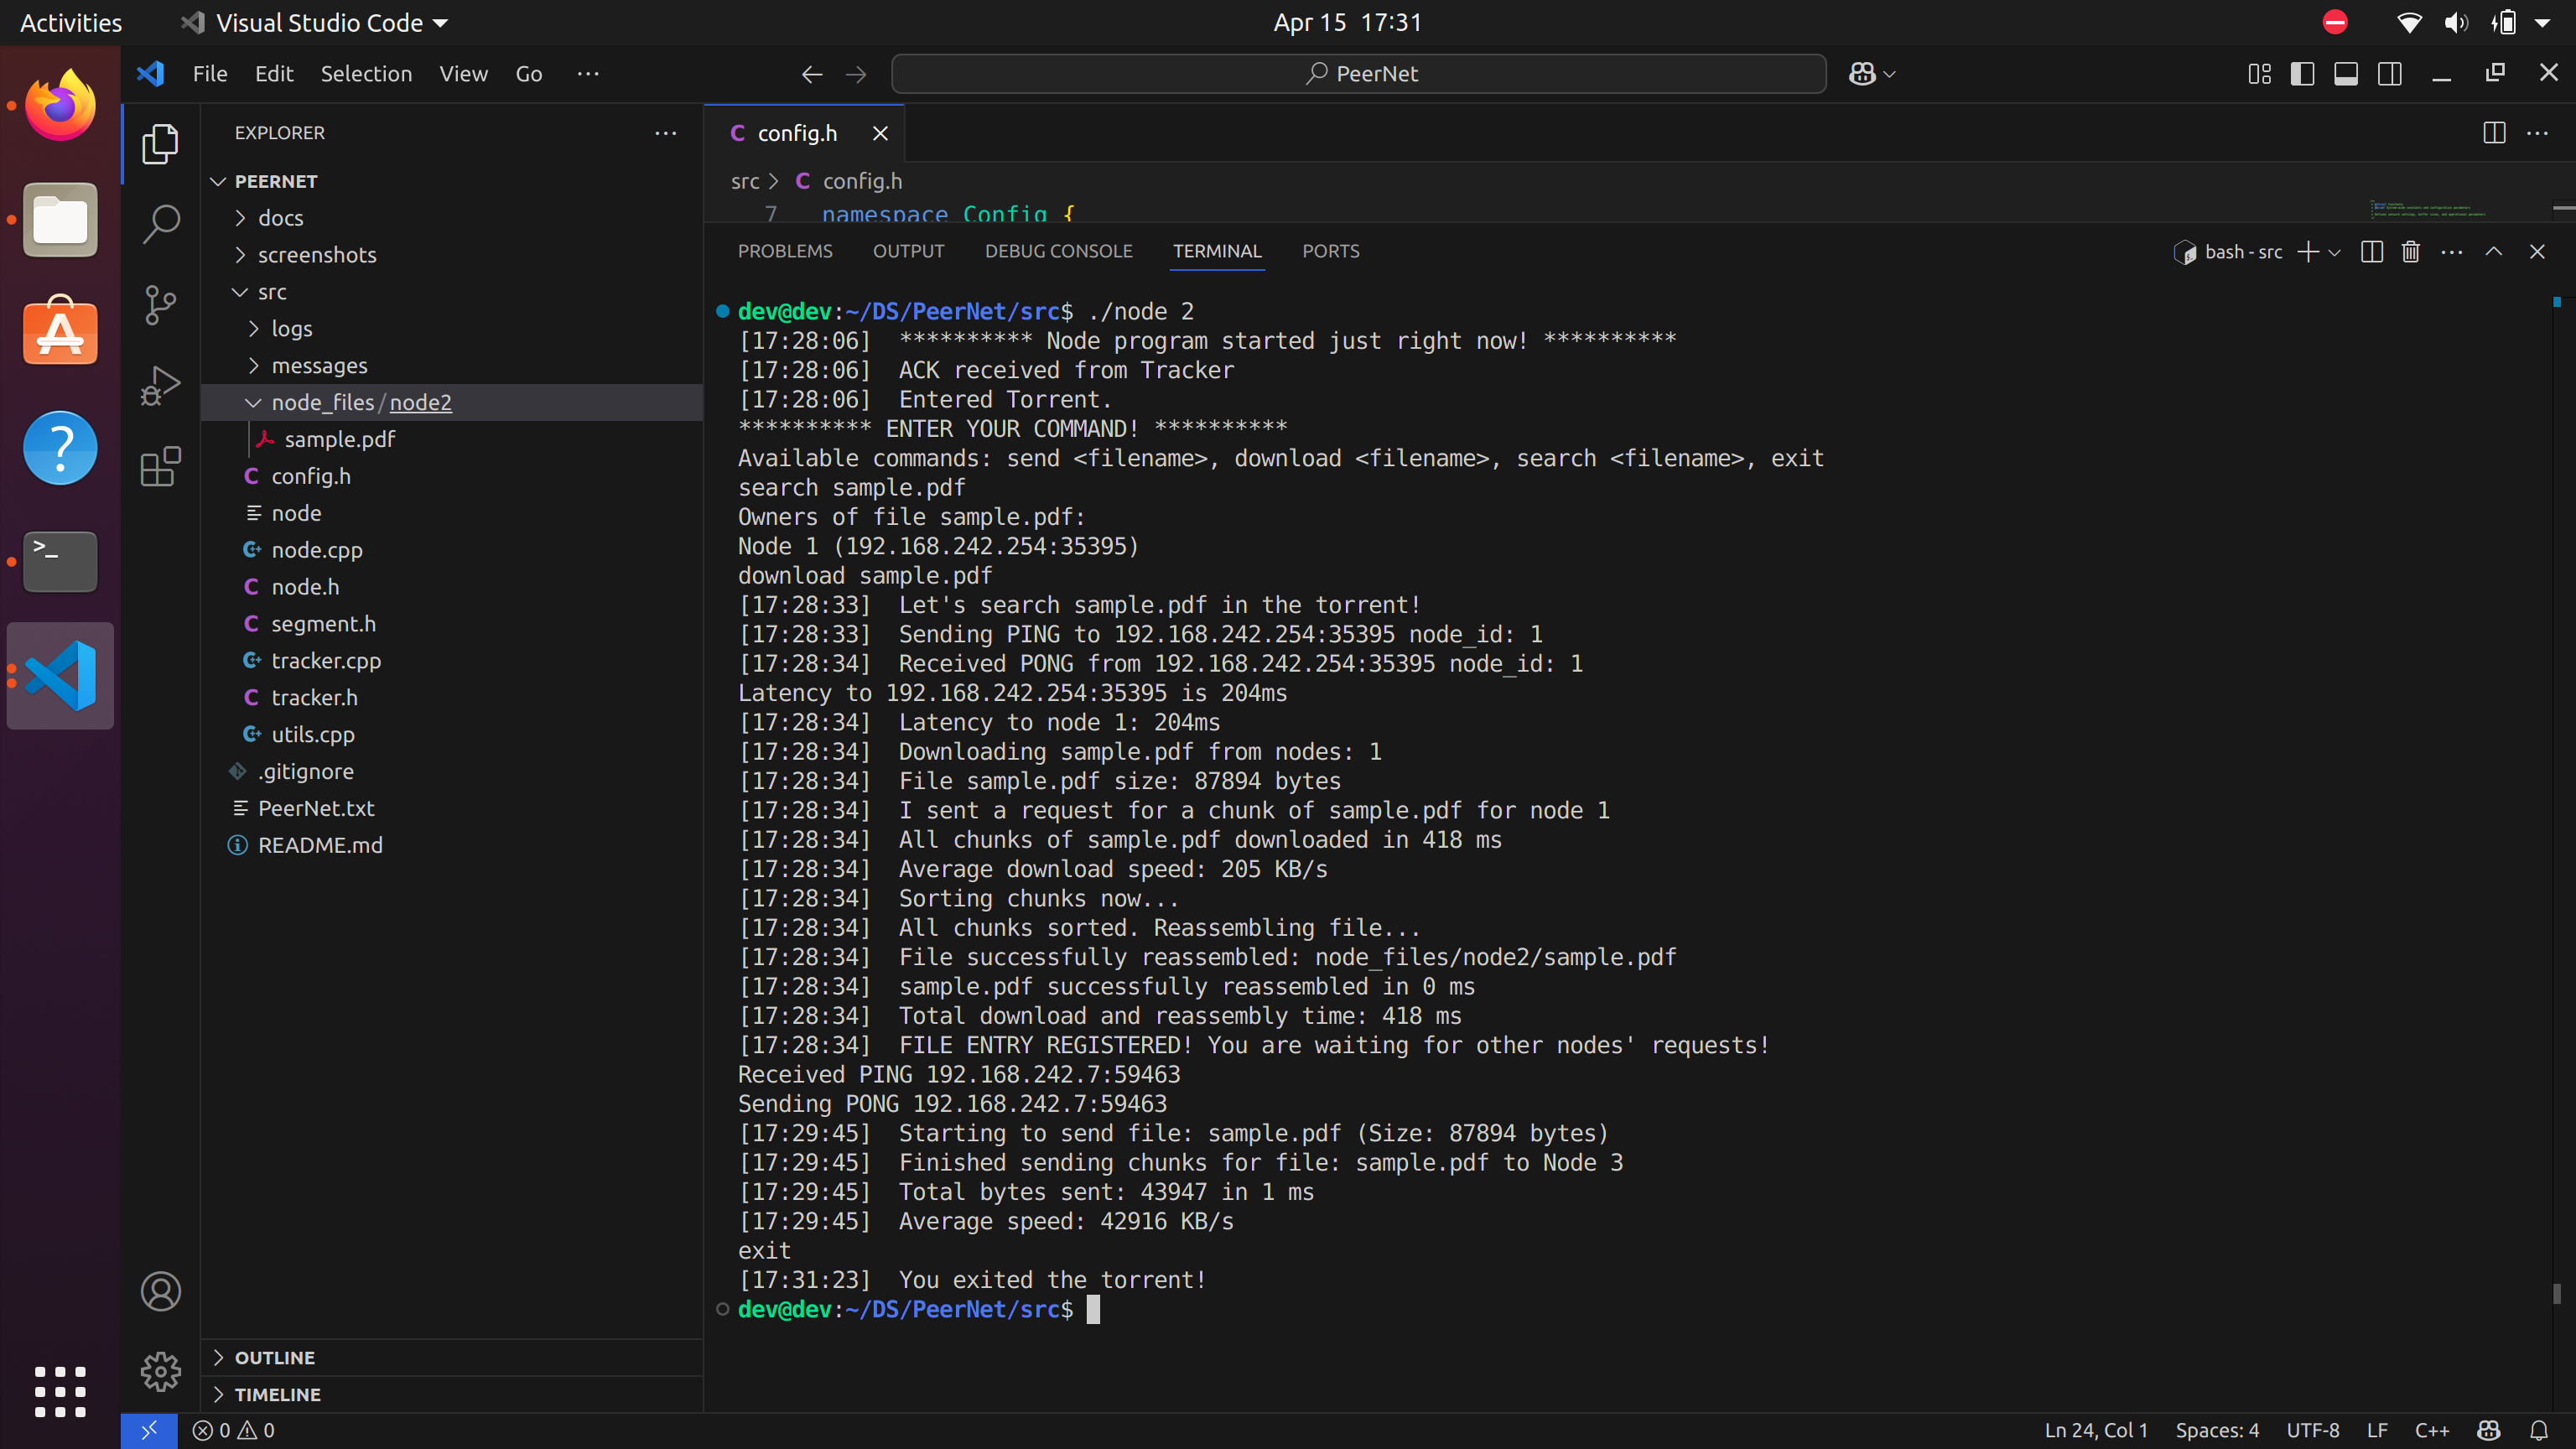 Activities
Visual Studio Code
Apr 15 17:31
File Edit Selection View Go ···
PeerNet
EXPLORER
PEERNET
docs
screenshots
src
logs
messages
node_files/node2
sample.pdf
C config.h
node
C++ node.cpp
C node.h
C segment.h
C++ tracker.cpp
C tracker.h
C++ utils.cpp
.gitignore
PeerNet.txt
README.md
OUTLINE
TIMELINE
C config.h
src > C config.h
7 namespace Config {
PROBLEMS OUTPUT DEBUG CONSOLE TERMINAL PORTS
bash - src
dev@dev:~/DS/PeerNet/src$ ./node 2
[17:28:06]  ********** Node program started just right now! **********
[17:28:06]  ACK received from Tracker
[17:28:06]  Entered Torrent.
********** ENTER YOUR COMMAND! **********
Available commands: send <filename>, download <filename>, search <filename>, exit
search sample.pdf
Owners of file sample.pdf:
Node 1 (192.168.242.254:35395)
download sample.pdf
[17:28:33]  Let's search sample.pdf in the torrent!
[17:28:33]  Sending PING to 192.168.242.254:35395 node_id: 1
[17:28:34]  Received PONG from 192.168.242.254:35395 node_id: 1
Latency to 192.168.242.254:35395 is 204ms
[17:28:34]  Latency to node 1: 204ms
[17:28:34]  Downloading sample.pdf from nodes: 1
[17:28:34]  File sample.pdf size: 87894 bytes
[17:28:34]  I sent a request for a chunk of sample.pdf for node 1
[17:28:34]  All chunks of sample.pdf downloaded in 418 ms
[17:28:34]  Average download speed: 205 KB/s
[17:28:34]  Sorting chunks now...
[17:28:34]  All chunks sorted. Reassembling file...
[17:28:34]  File successfully reassembled: node_files/node2/sample.pdf
[17:28:34]  sample.pdf successfully reassembled in 0 ms
[17:28:34]  Total download and reassembly time: 418 ms
[17:28:34]  FILE ENTRY REGISTERED! You are waiting for other nodes' requests!
Received PING 192.168.242.7:59463
Sending PONG 192.168.242.7:59463
[17:29:45]  Starting to send file: sample.pdf (Size: 87894 bytes)
[17:29:45]  Finished sending chunks for file: sample.pdf to Node 3
[17:29:45]  Total bytes sent: 43947 in 1 ms
[17:29:45]  Average speed: 42916 KB/s
exit
[17:31:23]  You exited the torrent!
dev@dev:~/DS/PeerNet/src$
0 0
Ln 24, Col 1 Spaces: 4 UTF-8 LF C++